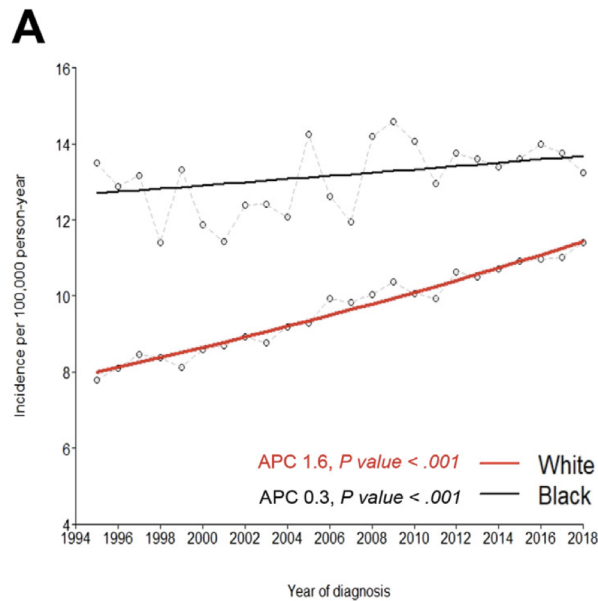 A
16
14
12
10
8
6
4
Incidence per 100,000 person-year
APC 1.6, P value < .001 White
APC 0.3, P value < .001 Black
1994 1996 1998 2000 2002 2004 2006 2008 2010 2012 2014 2016 2018
Year of diagnosis